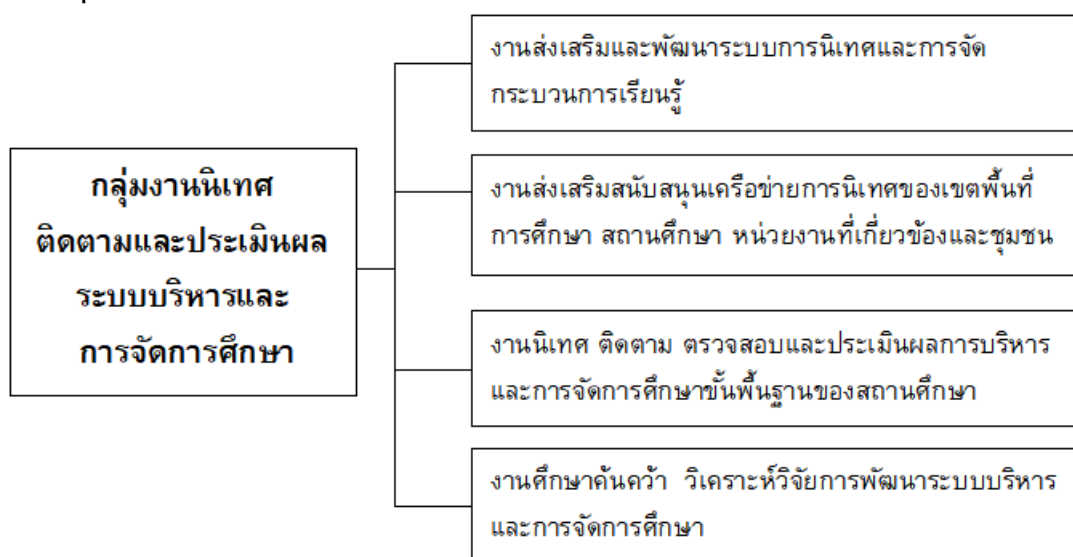 กลุ่มงานนิเทศ
ติดตามและประเมินผล
ระบบบริหารและ
การจัดการศึกษา
งานส่งเสริมและพัฒนาระบบการนิเทศและการจัด
กระบวนการเรียนรู้
งานส่งเสริมสนับสนุนเครือข่ายการนิเทศของเขตพื้นที่
การศึกษา สถานศึกษา หน่วยงานที่เกี่ยวข้องและชุมชน
งานนิเทศ ติดตาม ตรวจสอบและประเมินผลการบริหาร
และการจัดการศึกษาขั้นพื้นฐานของสถานศึกษา
งานศึกษาค้นคว้า วิเคราะห์วิจัยการพัฒนาระบบบริหาร
และการจัดการศึกษา